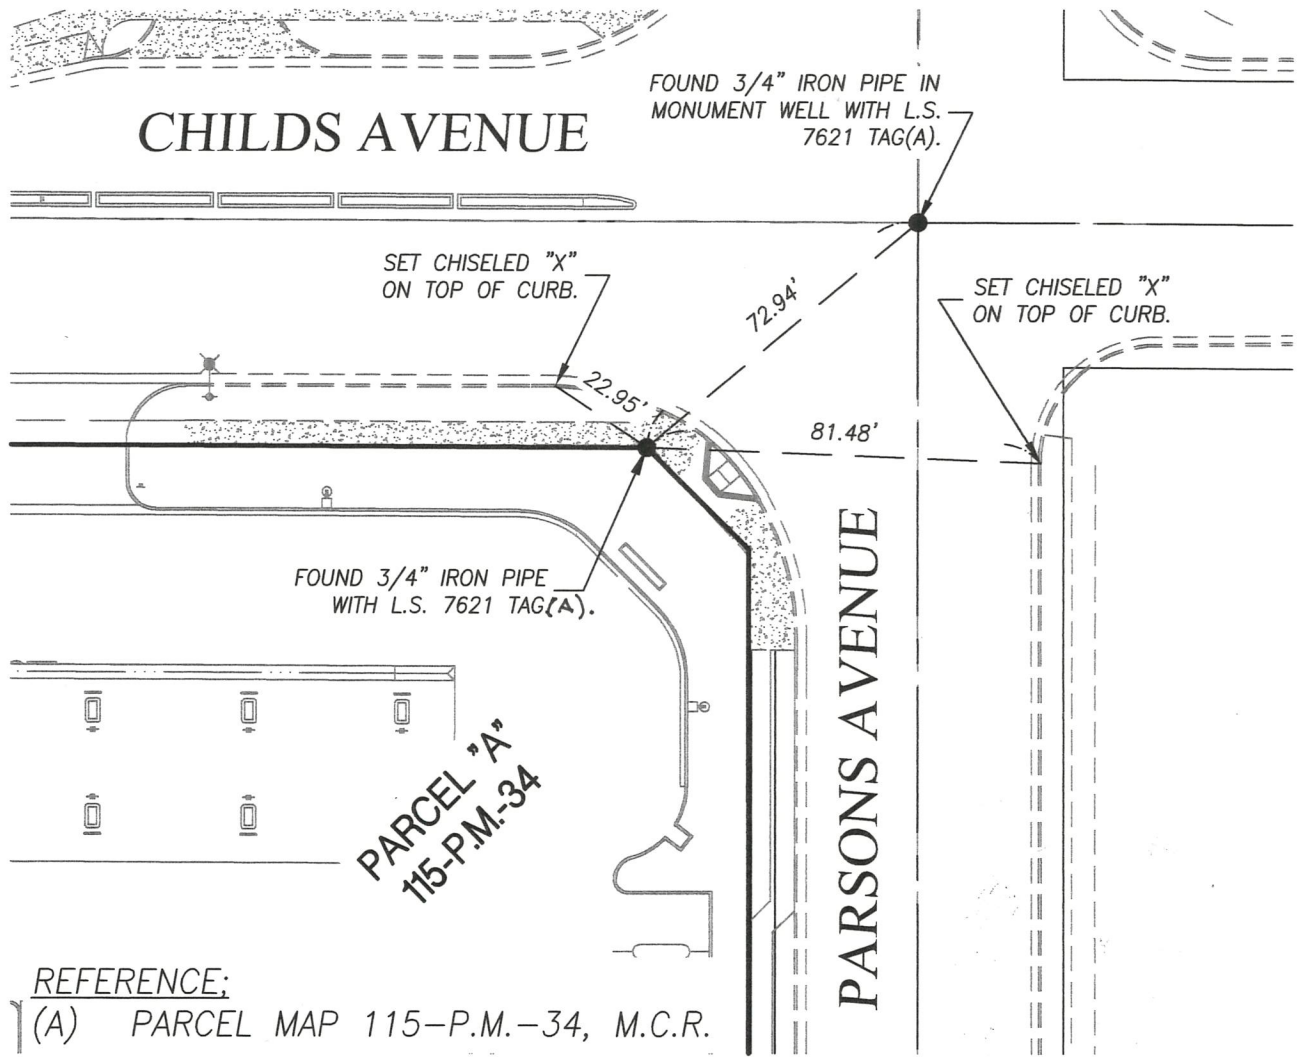 FOUND 3/4" IRON PIPE IN
MONUMENT WELL WITH L.S.
7621 TAG(A).
CHILDS AVENUE
SET CHISELED "X"
ON TOP OF CURB.
SET CHISELED "X"
ON TOP OF CURB.
72.94'
22.95'
81.48'
FOUND 3/4" IRON PIPE
WITH L.S. 7621 TAG(A).
PARSONS AVENUE
PARCEL "A"
115-P.M.-34
REFERENCE;
(A) PARCEL MAP 115-P.M.-34, M.C.R.